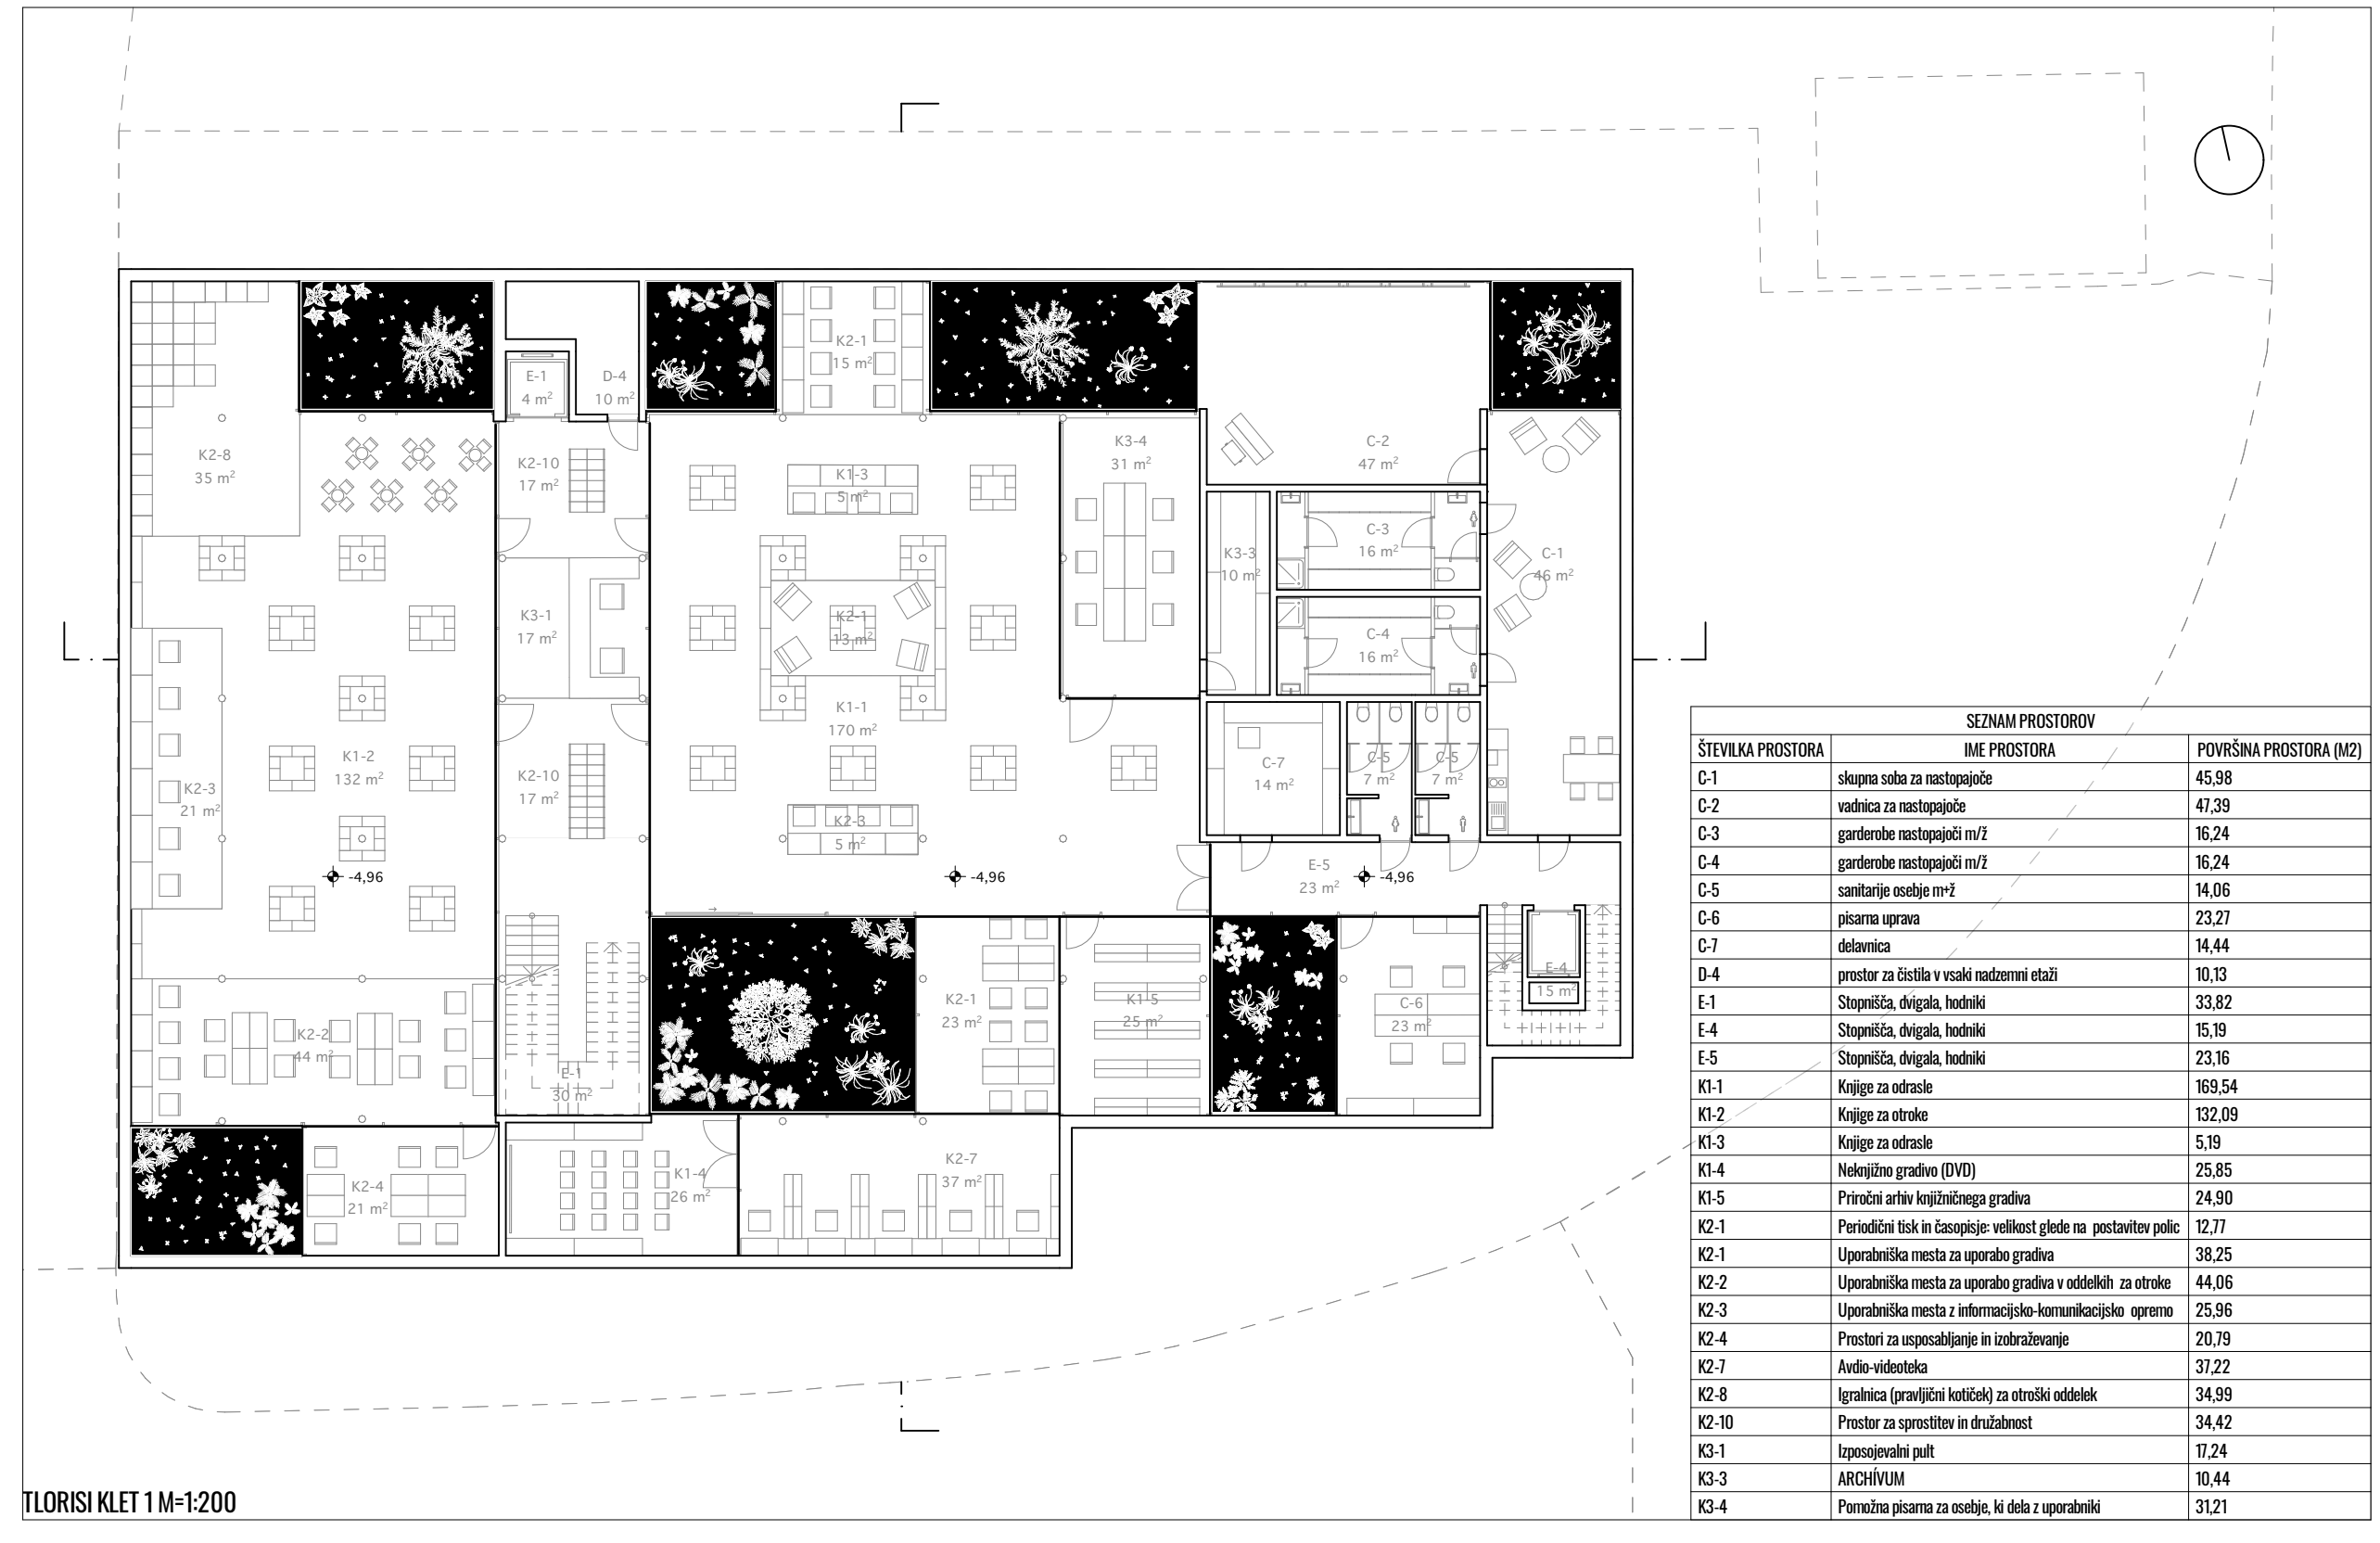 K2-1
15 m²
E-1
4 m²
D-4
10 m²
K2-8
35 m²
K2-10
17 m²
K1-3
5 m²
K3-4
31 m²
C-2
47 m²
C-3
16 m²
K3-3
10 m²
C-1
46 m²
K3-1
17 m²
K2-1
13 m²
C-4
16 m²
K1-1
170 m²
K1-2
132 m²
K2-3
21 m²
K2-10
17 m²
C-7
14 m²
C-5
7 m²
C-5
7 m²
K2-3
5 m²
-4,96
-4,96
E-5
23 m²
-4,96
K2-2
44 m²
E-1
30 m²
K2-1
23 m²
K1-5
25 m²
C-6
23 m²
E-4
15 m²
K2-4
21 m²
K1-4
26 m²
K2-7
37 m²
SEZNAM PROSTOROV
ŠTEVILKA PROSTORA IME PROSTORA POVRŠINA PROSTORA (M2)
C-1 skupna soba za nastopajoče 45,98
C-2 vadnica za nastopajoče 47,39
C-3 garderobe nastopajoči m/ž 16,24
C-4 garderobe nastopajoči m/ž 16,24
C-5 sanitarije osebje m+ž 14,06
C-6 pisarna uprava 23,27
C-7 delavnica 14,44
D-4 prostor za čistila v vsaki nadzemni etaži 10,13
E-1 Stopnišča, dvigala, hodniki 33,82
E-4 Stopnišča, dvigala, hodniki 15,19
E-5 Stopnišča, dvigala, hodniki 23,16
K1-1 Knjige za odrasle 169,54
K1-2 Knjige za otroke 132,09
K1-3 Knjige za odrasle 5,19
K1-4 Neknjižno gradivo (DVD) 25,85
K1-5 Priročni arhiv knjižničnega gradiva 24,90
K2-1 Periodični tisk in časopisje: velikost glede na postavitev polic 12,77
K2-1 Uporabniška mesta za uporabo gradiva 38,25
K2-2 Uporabniška mesta za uporabo gradiva v oddelkih za otroke 44,06
K2-3 Uporabniška mesta z informacijsko-komunikacijsko opremo 25,96
K2-4 Prostori za usposabljanje in izobraževanje 20,79
K2-7 Avdio-videoteka 37,22
K2-8 Igralnica (pravljični kotiček) za otroški oddelek 34,99
K2-10 Prostor za sprostitev in družabnost 34,42
K3-1 Izposojevalni pult 17,24
K3-3 ARCHÍVUM 10,44
K3-4 Pomožna pisarna za osebje, ki dela z uporabniki 31,21
TLORISI KLET 1 M=1:200